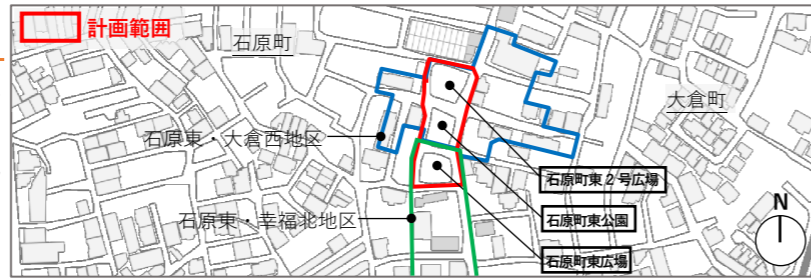 計画範囲
石原町
大倉町
石原東・大倉西地区
石原町東２号広場
石原東・幸福北地区
石原町東公園
石原町東広場
N